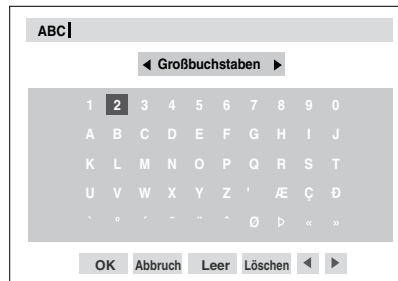 ABC
◀ Großbuchstaben ▶
1 2 3 4 5 6 7 8 9 0
A B C D E F G H I J
K L M N O P Q R S T
U V W X Y Z ' Æ Ç Ð
` ° ´ ~ ¨ ^ Ø Þ « »
OK Abbruch Leer Löschen ◀ ▶